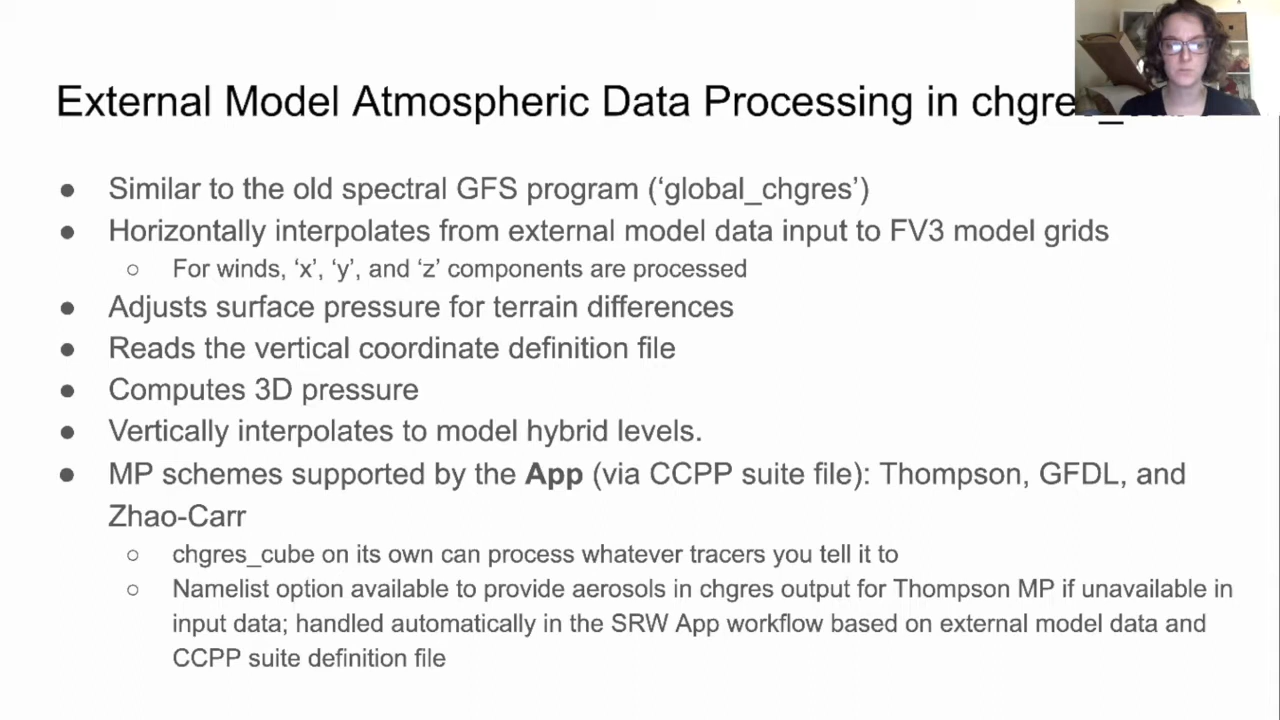 External Model Atmospheric Data Processing in
● Similar to the old spectral GFS program (‘global_chgres’)
● Horizontally interpolates from external model data input to FV3 model grids
○ For winds, ‘x’, ‘y’, and ‘z’ components are processed
● Adjusts surface pressure for terrain differences
● Reads the vertical coordinate definition file
● Computes 3D pressure
● Vertically interpolates to model hybrid levels.
● MP schemes supported by the App (via CCPP suite file): Thompson, GFDL, and
Zhao-Carr
○ chgres_cube on its own can process whatever tracers you tell it to
○ Namelist option available to provide aerosols in chgres output for Thompson MP if unavailable in
input data; handled automatically in the SRW App workflow based on external model data and
CCPP suite definition file